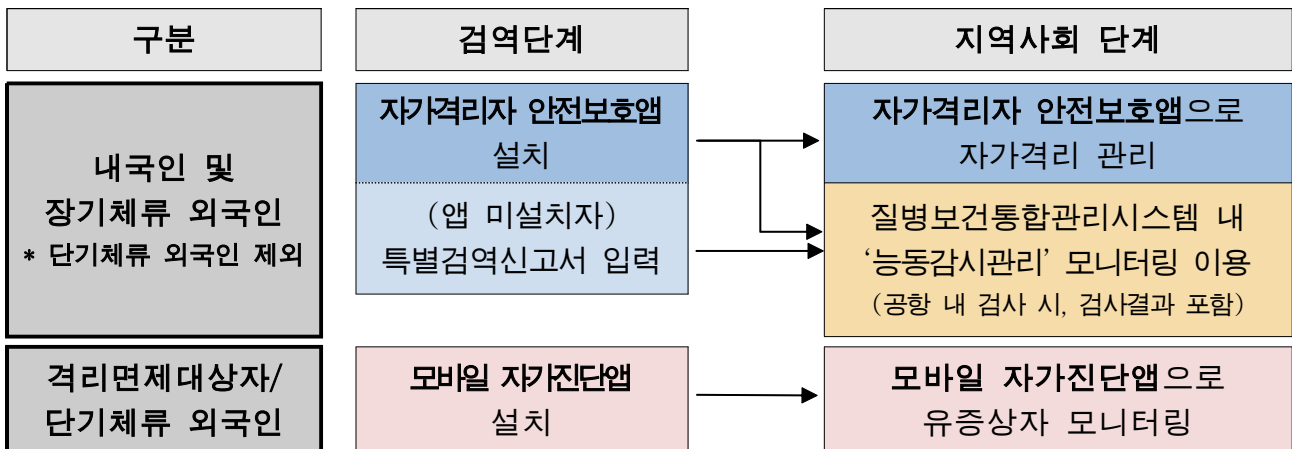 구분
검역단계
지역사회 단계
내국인 및
장기체류 외국인
* 단기체류 외국인 제외
자가격리자 안전보호앱
설치
(앱 미설치자)
특별검역신고서 입력
자가격리자 안전보호앱으로
자가격리 관리
질병보건통합관리시스템 내
‘능동감시관리’ 모니터링 이용
(공항 내 검사 시, 검사결과 포함)
격리면제대상자/
단기체류 외국인
모바일 자가진단앱
설치
모바일 자가진단앱으로
유증상자 모니터링